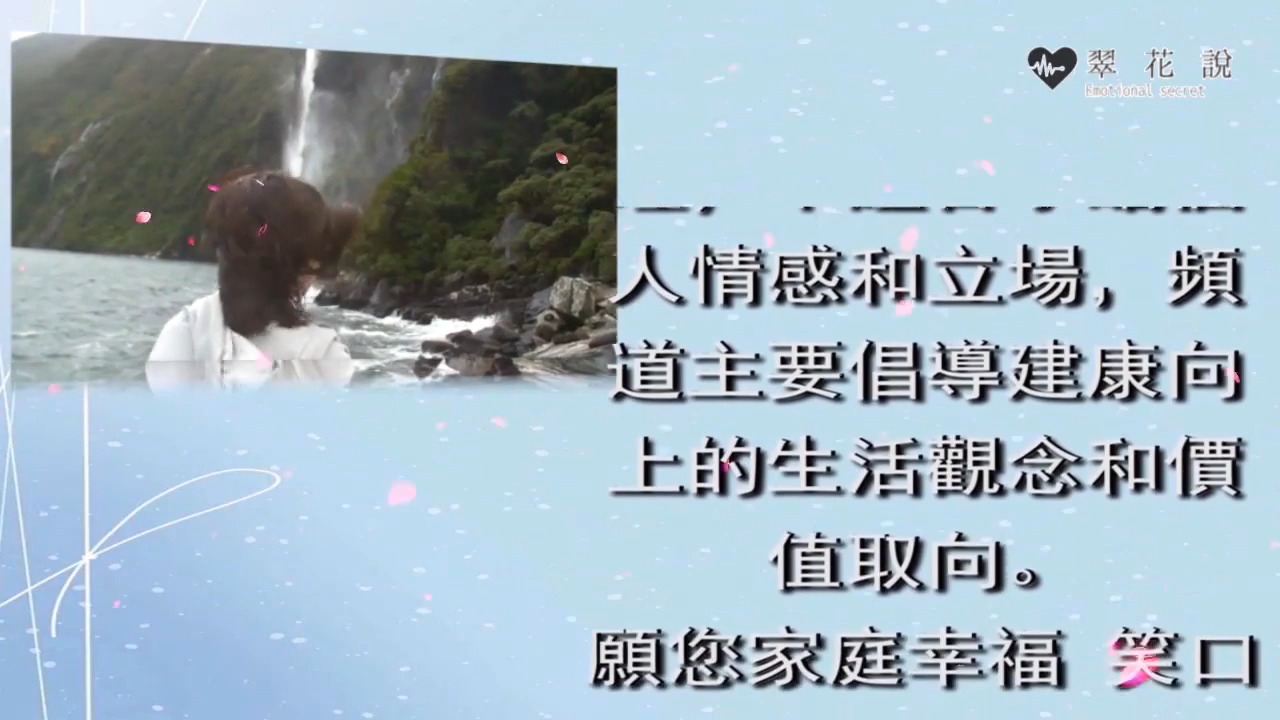 翠花說
Emotional secret
人情感和立場，頻
道主要倡導建康向
上的生活觀念和價
值取向。
願您家庭幸福 笑口